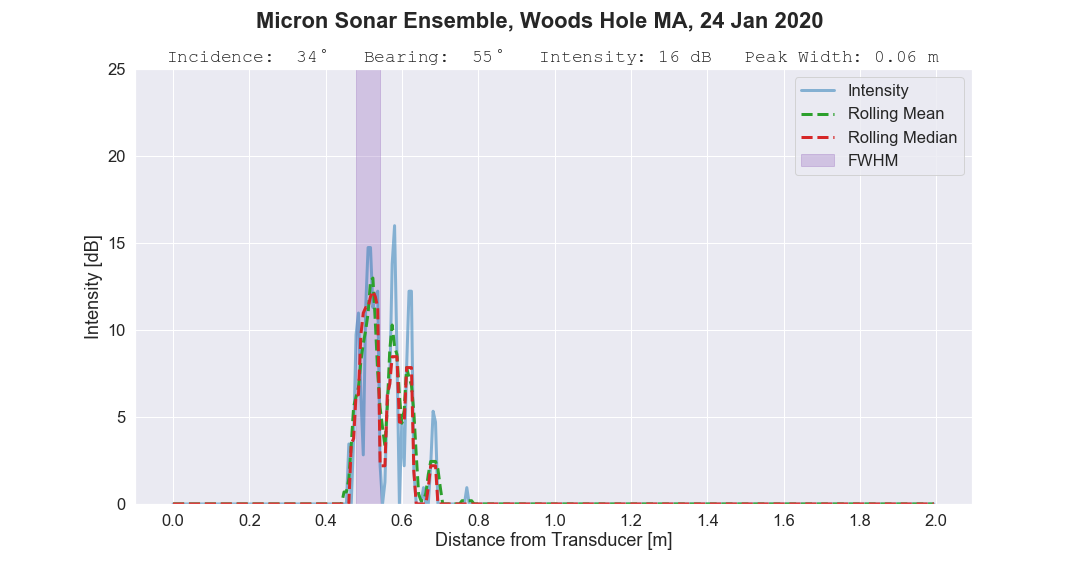 Micron Sonar Ensemble, Woods Hole MA, 24 Jan 2020
Incidence:  34°   Bearing:  55°   Intensity: 16 dB   Peak Width: 0.06 m
25
20
15
10
5
0
Intensity [dB]
Intensity
Rolling Mean
Rolling Median
FWHM
0.0 0.2 0.4 0.6 0.8 1.0 1.2 1.4 1.6 1.8 2.0
Distance from Transducer [m]